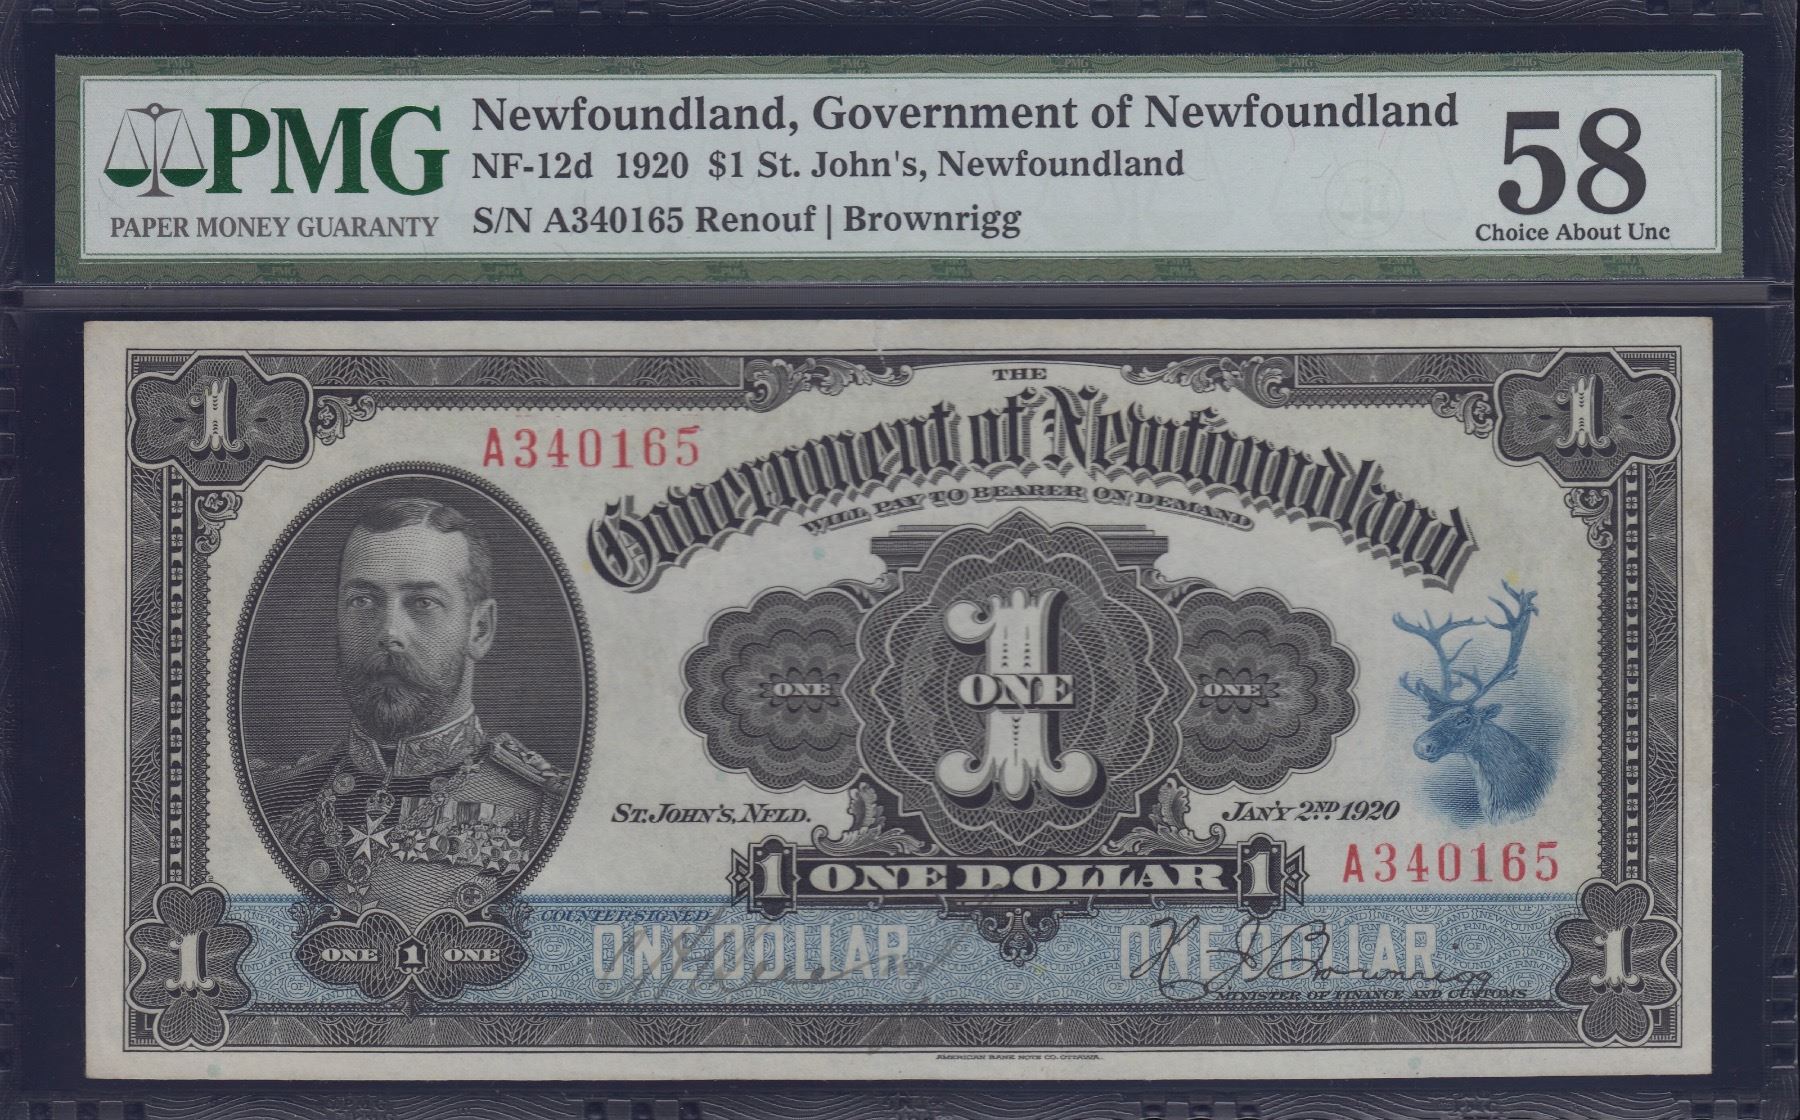 PMG
PAPER MONEY GUARANTY
Newfoundland, Government of Newfoundland
NF-12d 1920 $1 St. John's, Newfoundland
S/N A340165 Renouf | Brownrigg
58
Choice About Unc
1
1
THE
A340165
Government of Newfoundland
WILL PAY TO BEARER ON DEMAND
1
ONE
ONE
ONE
ST. JOHN'S, NFLD.
JAN'Y 2ND 1920
A340165
1 ONE DOLLAR 1
COUNTERSIGNED
ONE DOLLAR
ONE DOLLAR
1
ONE 1 ONE
1
MINISTER OF FINANCE AND CUSTOMS
AMERICAN BANK NOTE CO. OTTAWA.